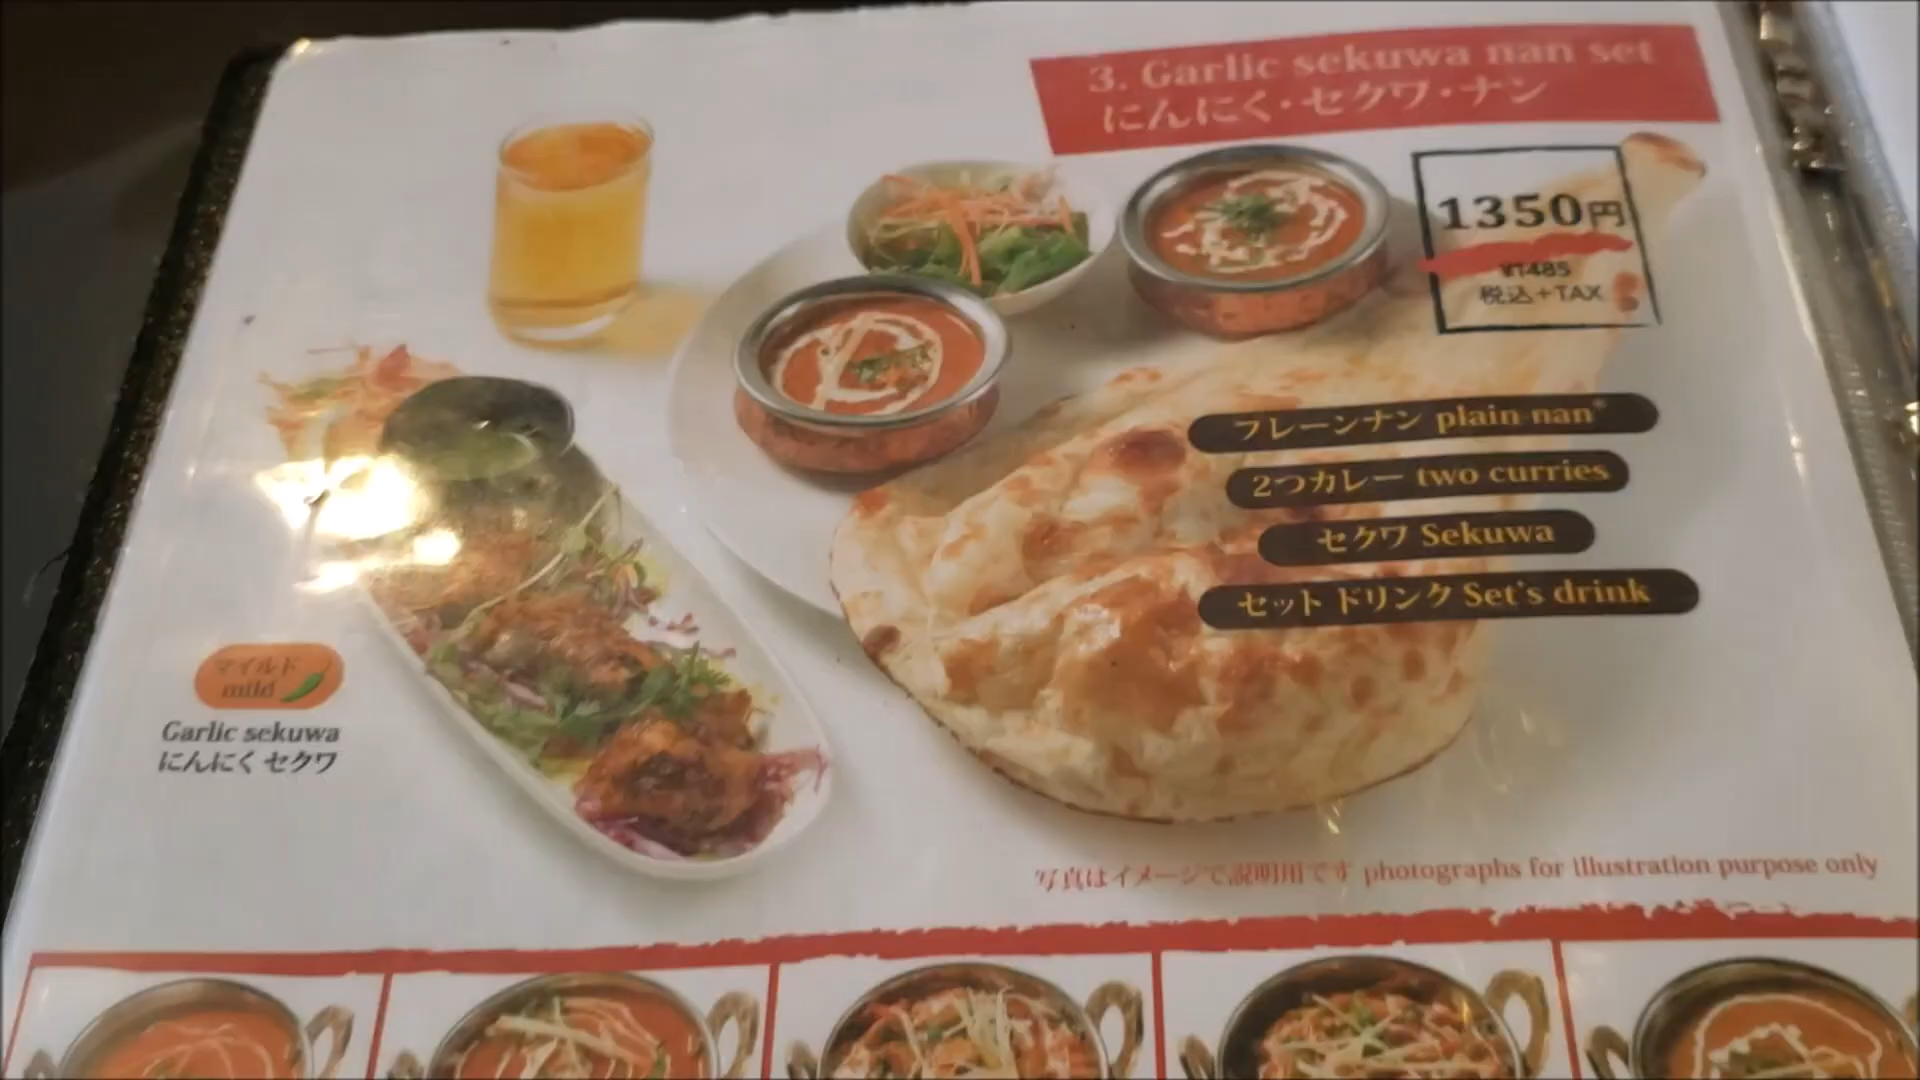 3. Garlic sekuwa nan set
にんにく・セクワ・ナン
1350円
¥1485
税込+TAX
プレーンナン plain nan*
2つカレー two curries
セクワ Sekuwa
セット ドリンク Set's drink
マイルド
mild
Garlic sekuwa
にんにく セクワ
写真はイメージで説明用です photographs for illustration purpose only